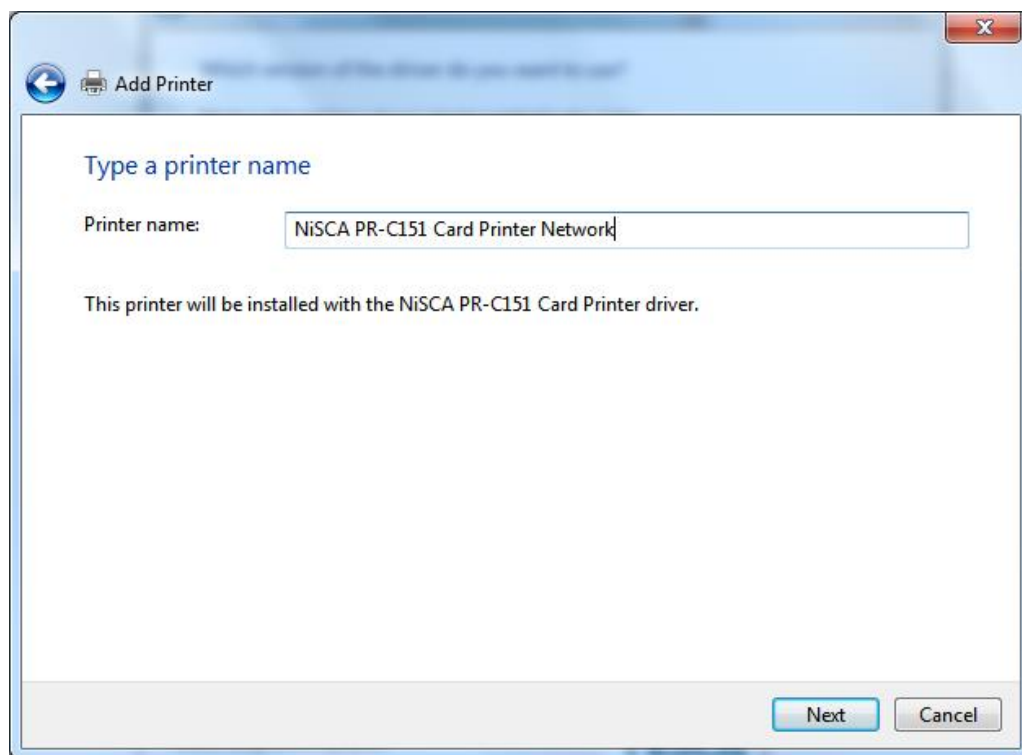 Add Printer
Type a printer name
Printer name:
NiSCA PR-C151 Card Printer Network
This printer will be installed with the NiSCA PR-C151 Card Printer driver.
Next
Cancel